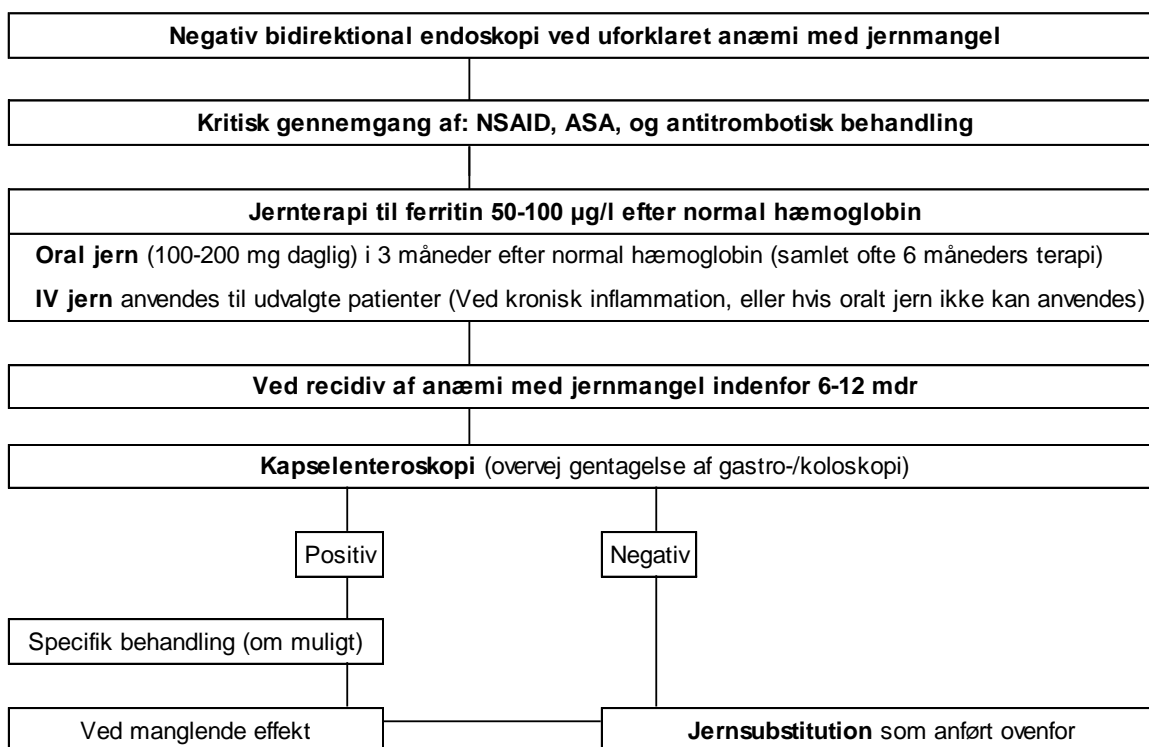 Negativ bidirektional endoskopi ved uforklaret anæmi med jernmangel
Kritisk gennemgang af: NSAID, ASA, og antitrombotisk behandling
Jernterapi til ferritin 50-100 µg/l efter normal hæmoglobin
Oral jern (100-200 mg daglig) i 3 måneder efter normal hæmoglobin (samlet ofte 6 måneders terapi)
IV jern anvendes til udvalgte patienter (Ved kronisk inflammation, eller hvis oralt jern ikke kan anvendes)
Ved recidiv af anæmi med jernmangel indenfor 6-12 mdr
Kapselenteroskopi (overvej gentagelse af gastro-/koloskopi)
Positiv
Negativ
Specifik behandling (om muligt)
Ved manglende effekt
Jernsubstitution som anført ovenfor